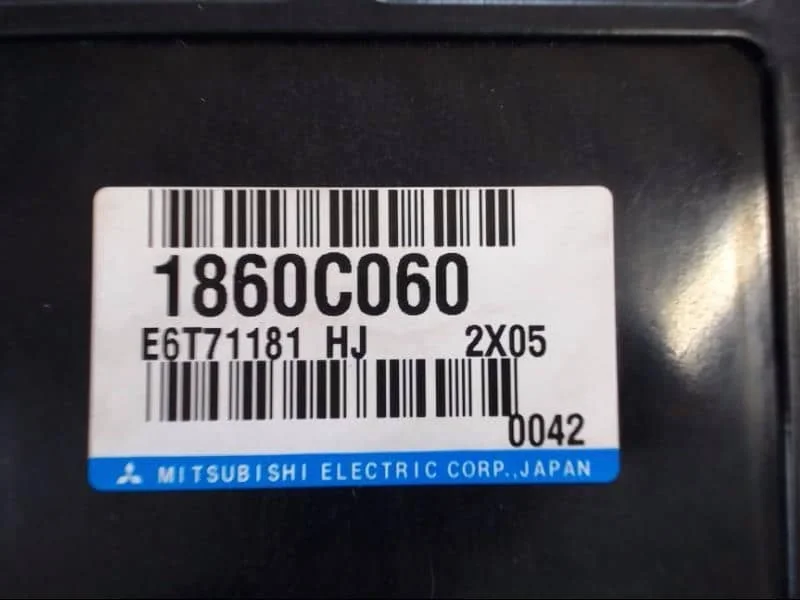 1860C060
E6T71181 HJ 2X05
0042
MITSUBISHI ELECTRIC CORP., JAPAN